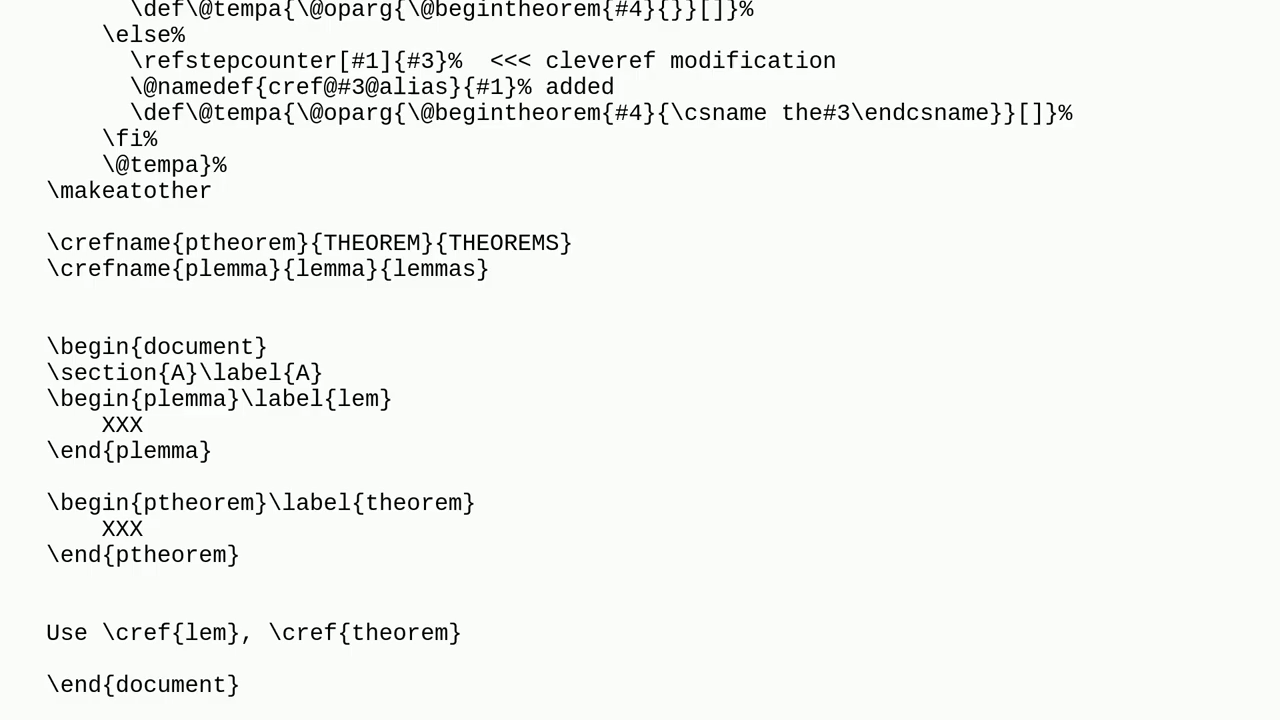 \def\@tempa{\@oparg{\@begintheorem{#4}{}}[]}%
\else%
\refstepcounter[#1]{#3}%  <<< cleveref modification
\@namedef{cref@#3@alias}{#1}% added
\def\@tempa{\@oparg{\@begintheorem{#4}{\csname the#3\endcsname}}[]}%
\fi%
\@tempa}%
\makeatother
\crefname{ptheorem}{THEOREM}{THEOREMS}
\crefname{plemma}{lemma}{lemmas}
\begin{document}
\section{A}\label{A}
\begin{plemma}\label{lem}
XXX
\end{plemma}
\begin{ptheorem}\label{theorem}
XXX
\end{ptheorem}
Use \cref{lem}, \cref{theorem}
\end{document}